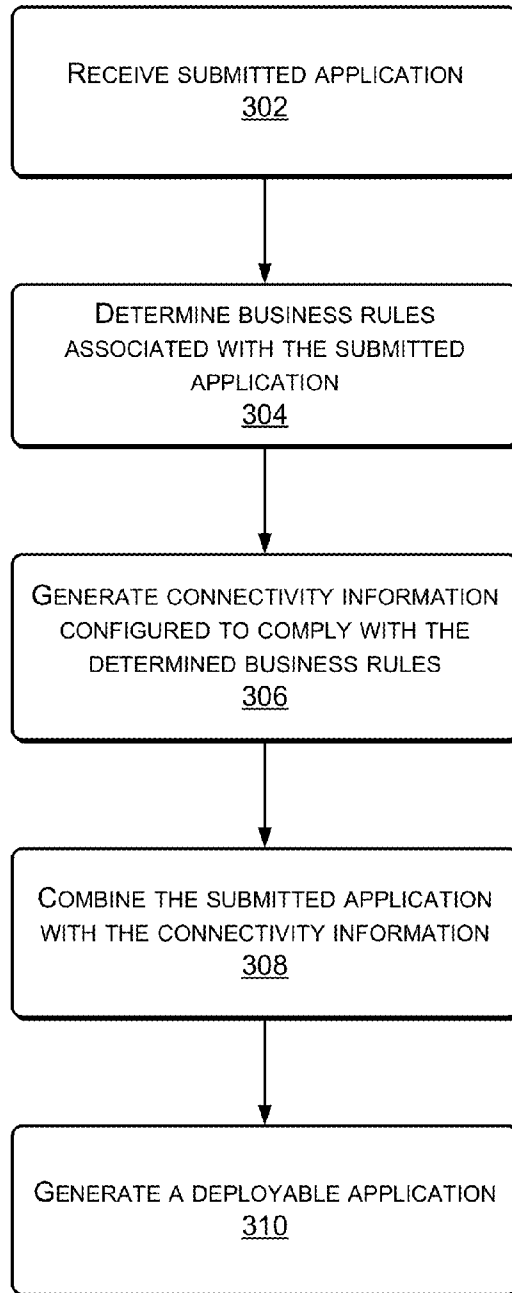 RECEIVE SUBMITTED APPLICATION
302
DETERMINE BUSINESS RULES
ASSOCIATED WITH THE SUBMITTED
APPLICATION
304
GENERATE CONNECTIVITY INFORMATION
CONFIGURED TO COMPLY WITH THE
DETERMINED BUSINESS RULES
306
COMBINE THE SUBMITTED APPLICATION
WITH THE CONNECTIVITY INFORMATION
308
GENERATE A DEPLOYABLE APPLICATION
310